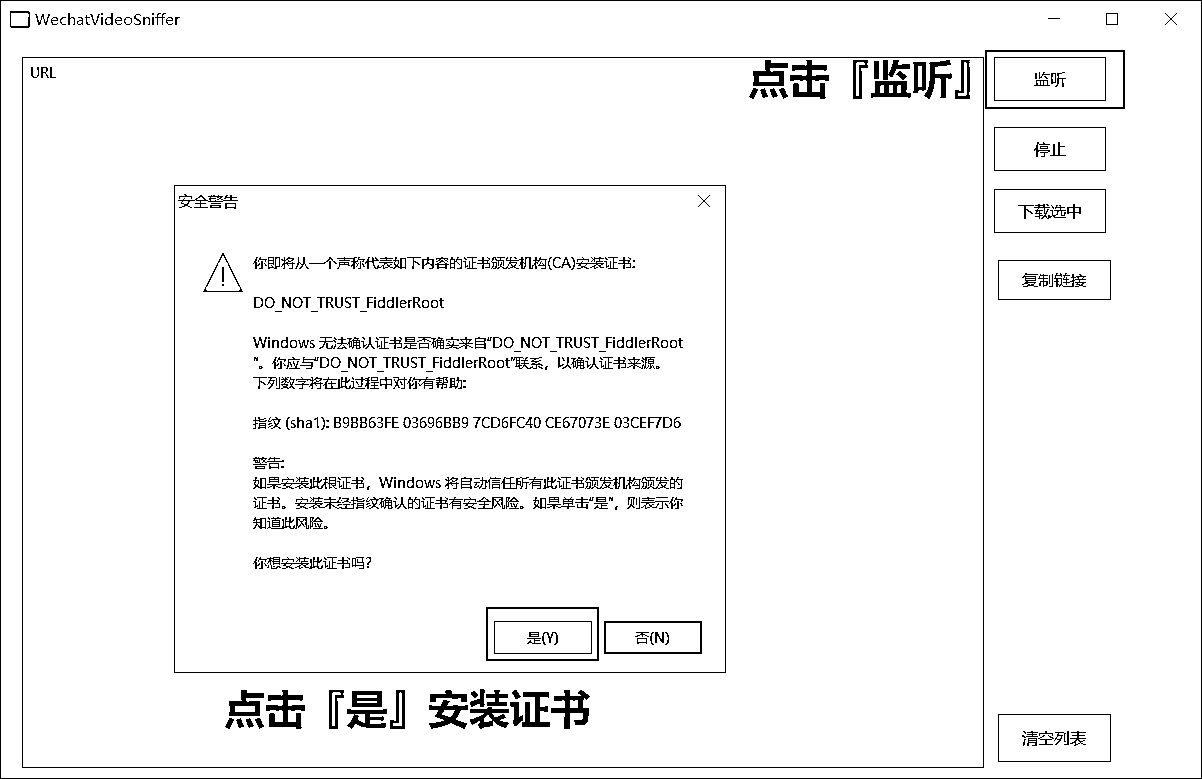 WechatVideoSniffer
URL
点击『监听』
监听
停止
下载选中
复制链接
安全警告
你即将从一个声称代表如下内容的证书颁发机构(CA)安装证书:
DO_NOT_TRUST_FiddlerRoot
Windows 无法确认证书是否确实来自“DO_NOT_TRUST_FiddlerRoot
”。你应与“DO_NOT_TRUST_FiddlerRoot”联系，以确认证书来源。
下列数字将在此过程中对你有帮助:
指纹 (sha1): B9BB63FE 03696BB9 7CD6FC40 CE67073E 03CEF7D6
警告:
如果安装此根证书，Windows 将自动信任所有此证书颁发机构颁发的
证书。安装未经指纹确认的证书有安全风险。如果单击“是”，则表示你
知道此风险。
你想安装此证书吗?
是(Y)
否(N)
点击『是』安装证书
清空列表